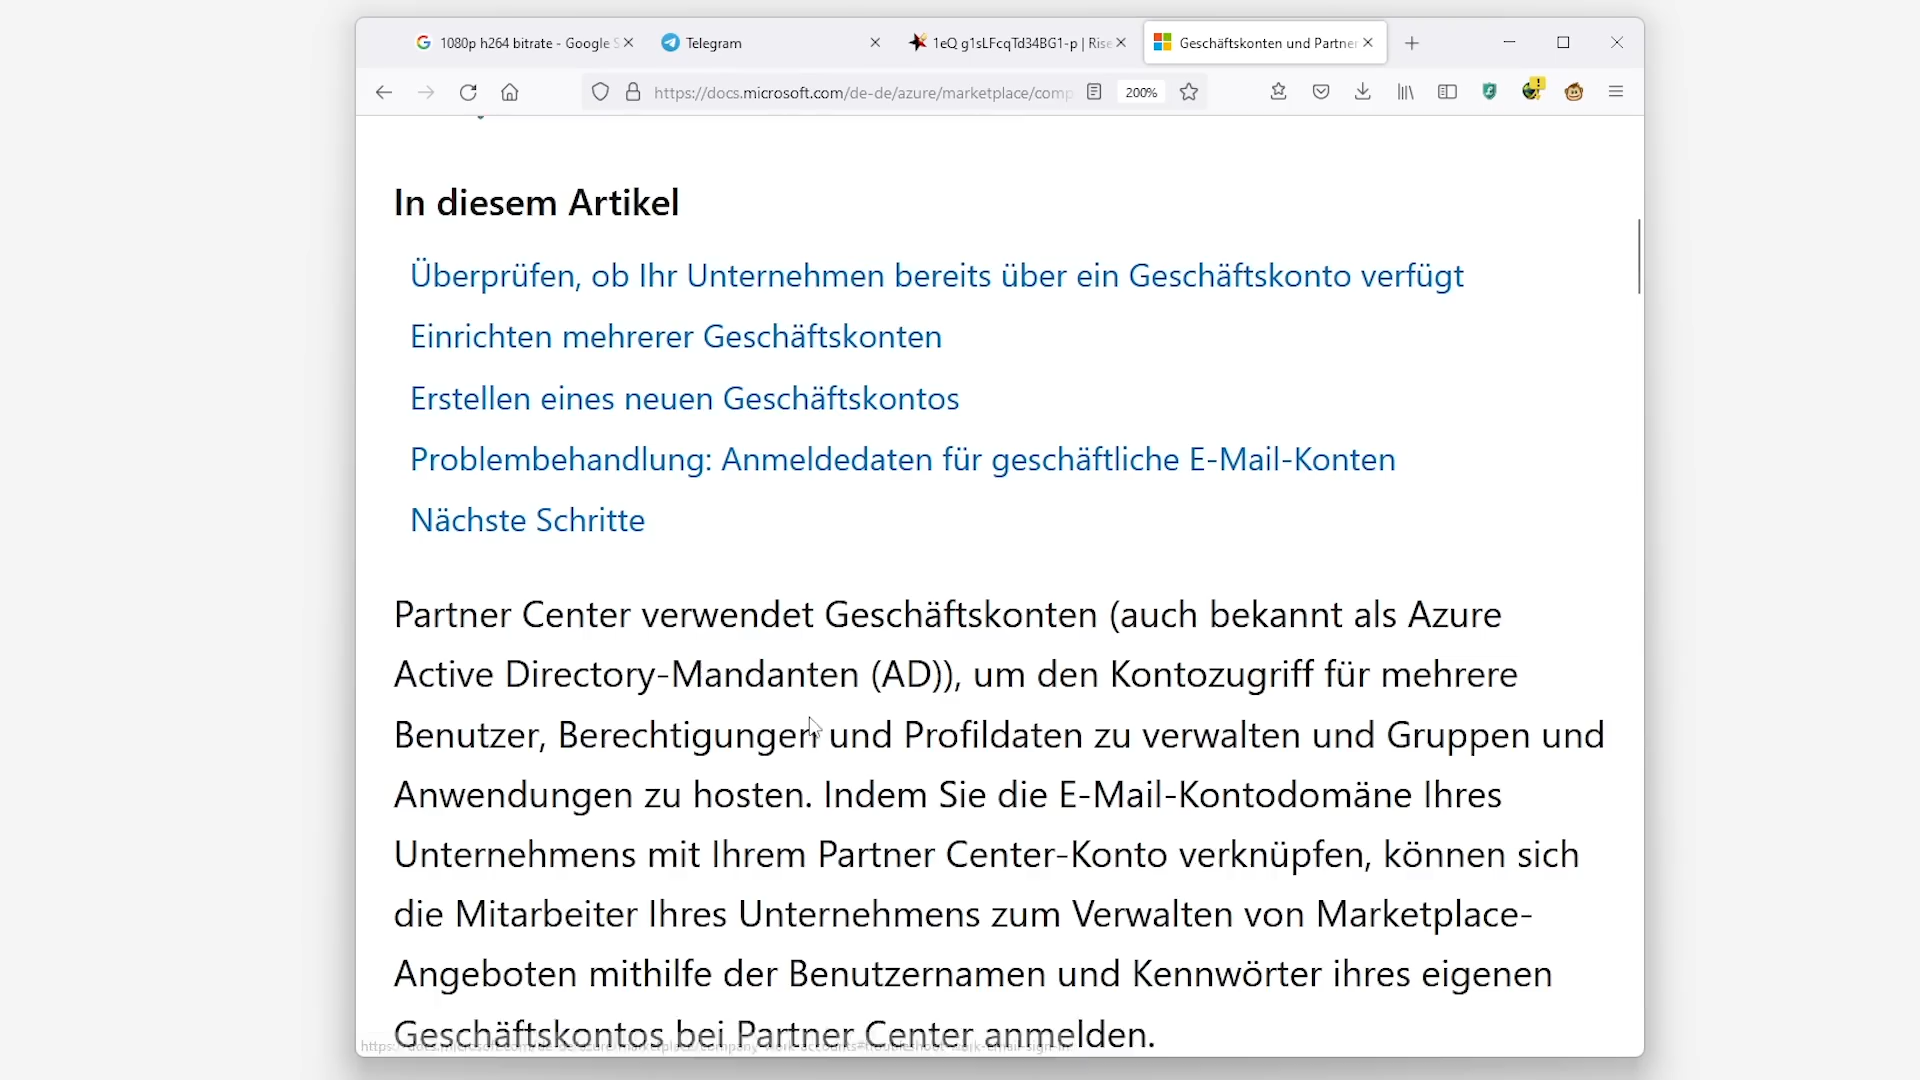 1080p h264 bitrate - Google S
Telegram
1eQ g1sLFcqTd34BG1-p | Rise
Geschäftskonten und Partner
https://docs.microsoft.com/de-de/azure/marketplace/comp
200%
In diesem Artikel
Überprüfen, ob Ihr Unternehmen bereits über ein Geschäftskonto verfügt
Einrichten mehrerer Geschäftskonten
Erstellen eines neuen Geschäftskontos
Problembehandlung: Anmeldedaten für geschäftliche E-Mail-Konten
Nächste Schritte
Partner Center verwendet Geschäftskonten (auch bekannt als Azure
Active Directory-Mandanten (AD)), um den Kontozugriff für mehrere
Benutzer, Berechtigungen und Profildaten zu verwalten und Gruppen und
Anwendungen zu hosten. Indem Sie die E-Mail-Kontodomäne Ihres
Unternehmens mit Ihrem Partner Center-Konto verknüpfen, können sich
die Mitarbeiter Ihres Unternehmens zum Verwalten von Marketplace-
Angeboten mithilfe der Benutzernamen und Kennwörter ihres eigenen
Geschäftskontos bei Partner Center anmelden.